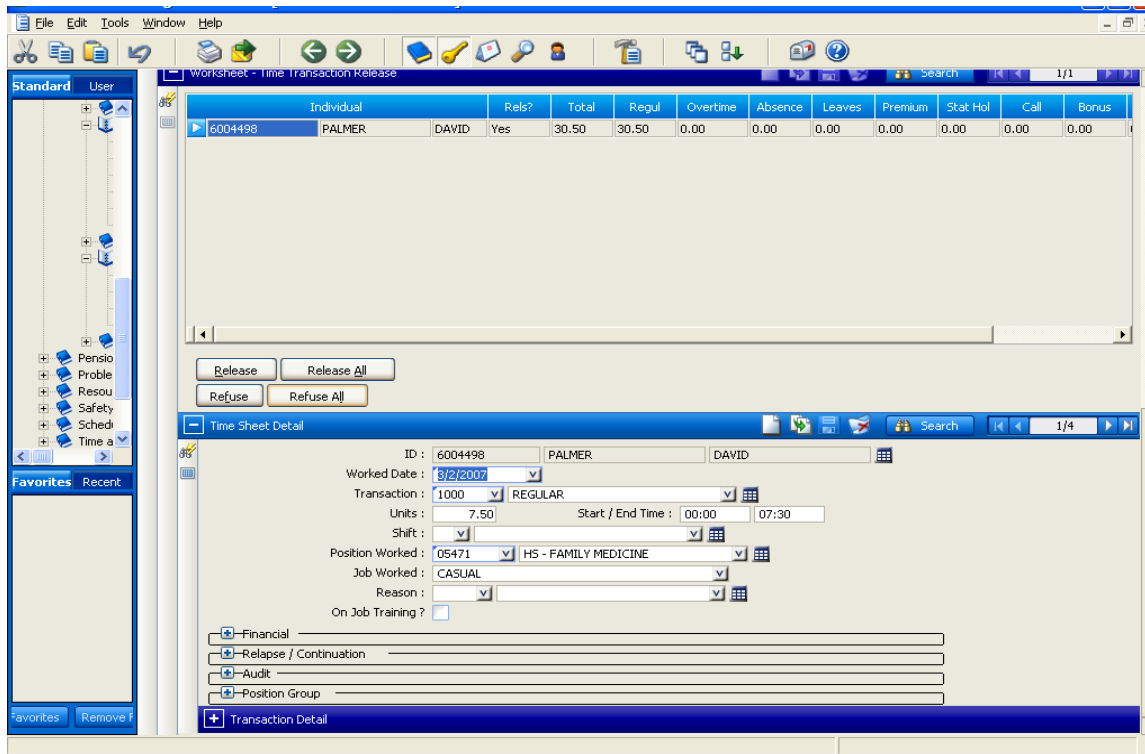 File Edit Tools Window Help
Standard User
Worksheet - Time Transaction Release Search 1/1
Individual Rels? Total Regul Overtime Absence Leaves Premium Stat Hol Call Bonus
6004498 PALMER DAVID Yes 30.50 30.50 0.00 0.00 0.00 0.00 0.00 0.00 0.00
Pensio
Proble
Resou
Safety
Schedu
Time a
Release Release All
Refuse Refuse All
Time Sheet Detail Search 1/4
ID : 6004498 PALMER DAVID
Worked Date : 3/2/2007
Transaction : 1000 REGULAR
Units : 7.50 Start / End Time : 00:00 07:30
Shift :
Position Worked : 05471 HS - FAMILY MEDICINE
Job Worked : CASUAL
Reason :
On Job Training ?
Financial
Relapse / Continuation
Audit
Position Group
Transaction Detail
Favorites Recent
Favorites Remove F